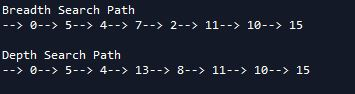 Breadth Search Path
--> 0--> 5--> 4--> 7--> 2--> 11--> 10--> 15
Depth Search Path
--> 0--> 5--> 4--> 13--> 8--> 11--> 10--> 15